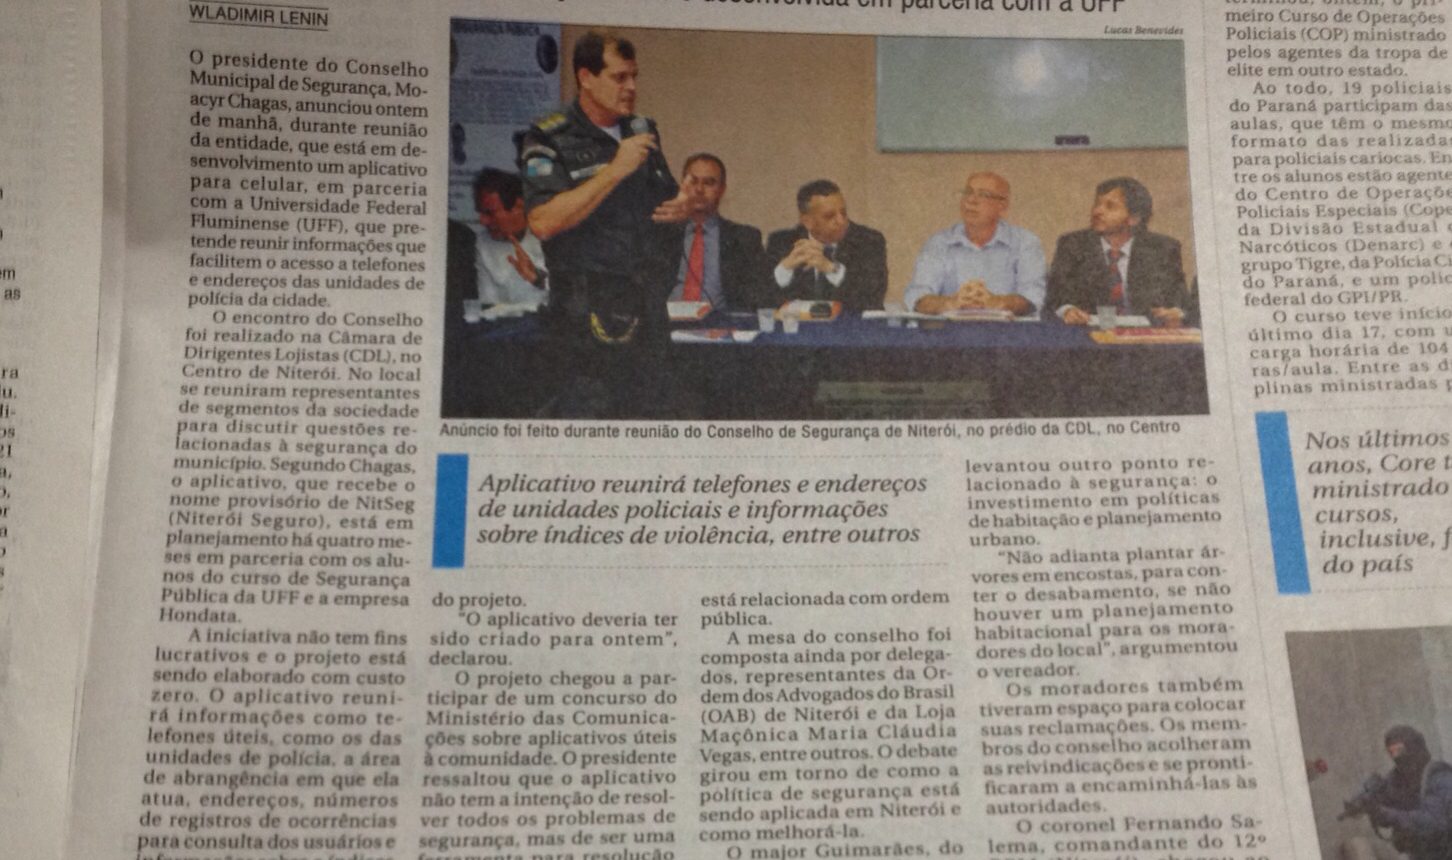 desenvolvida em parceria com a UFF
WLADIMIR LENIN
O presidente do Conselho
Municipal de Segurança, Mo-
acyr Chagas, anunciou ontem
de manhã, durante reunião
da entidade, que está em de-
senvolvimento um aplicativo
para celular, em parceria
com a Universidade Federal
Fluminense (UFF), que pre-
tende reunir informações que
facilitem o acesso a telefones
e endereços das unidades de
polícia da cidade.
O encontro do Conselho
foi realizado na Câmara de
Dirigentes Lojistas (CDL), no
Centro de Niterói. No local
se reuniram representantes
de segmentos da sociedade
para discutir questões re-
lacionadas à segurança do
município. Segundo Chagas,
o aplicativo, que recebe o
nome provisório de NitSeg
(Niterói Seguro), está em
planejamento há quatro me-
ses em parceria com os alu-
nos do curso de Segurança
Pública da UFF e a empresa
Hondata.
A iniciativa não tem fins
lucrativos e o projeto está
sendo elaborado com custo
zero. O aplicativo reuni-
rá informações como te-
lefones úteis, como os das
unidades de polícia, a área
de abrangência em que ela
atua, endereços, números
de registros de ocorrências
para consulta dos usuários e
Lucas Benevides
Anúncio foi feito durante reunião do Conselho de Segurança de Niterói, no prédio da CDL, no Centro
Aplicativo reunirá telefones e endereços
de unidades policiais e informações
sobre índices de violência, entre outros
do projeto.
"O aplicativo deveria ter
sido criado para ontem",
declarou.
O projeto chegou a par-
ticipar de um concurso do
Ministério das Comunica-
ções sobre aplicativos úteis
à comunidade. O presidente
ressaltou que o aplicativo
não tem a intenção de resol-
ver todos os problemas de
segurança, mas de ser uma
ferramenta para resolução
está relacionada com ordem
pública.
A mesa do conselho foi
composta ainda por delega-
dos, representantes da Or-
dem dos Advogados do Brasil
(OAB) de Niterói e da Loja
Maçônica Maria Cláudia
Vegas, entre outros. O debate
girou em torno de como a
política de segurança está
sendo aplicada em Niterói e
como melhorá-la.
O major Guimarães, do
levantou outro ponto re-
lacionado à segurança: o
investimento em políticas
de habitação e planejamento
urbano.
"Não adianta plantar ár-
vores em encostas, para con-
ter o desabamento, se não
houver um planejamento
habitacional para os mora-
dores do local", argumentou
o vereador.
Os moradores também
tiveram espaço para colocar
suas reclamações. Os mem-
bros do conselho acolheram
as reivindicações e se pronti-
ficaram a encaminhá-las às
autoridades.
O coronel Fernando Sa-
lema, comandante do 12º
meiro Curso de Operações
Policiais (COP) ministrado
pelos agentes da tropa de
elite em outro estado.
Ao todo, 19 policiais
do Paraná participam das
aulas, que têm o mesmo
formato das realizadas
para policiais cariocas. En
tre os alunos estão agente
do Centro de Operaçõe
Policiais Especiais (Cope
da Divisão Estadual
Narcóticos (Denarc) e
grupo Tigre, da Polícia Ci
do Paraná, e um polic
federal do GPI/PR.
O curso teve iníci
último dia 17, com
carga horária de 104
ras/aula. Entre as d
plinas ministradas
Nos últimos
anos, Core t
ministrado
cursos,
inclusive, f
do país